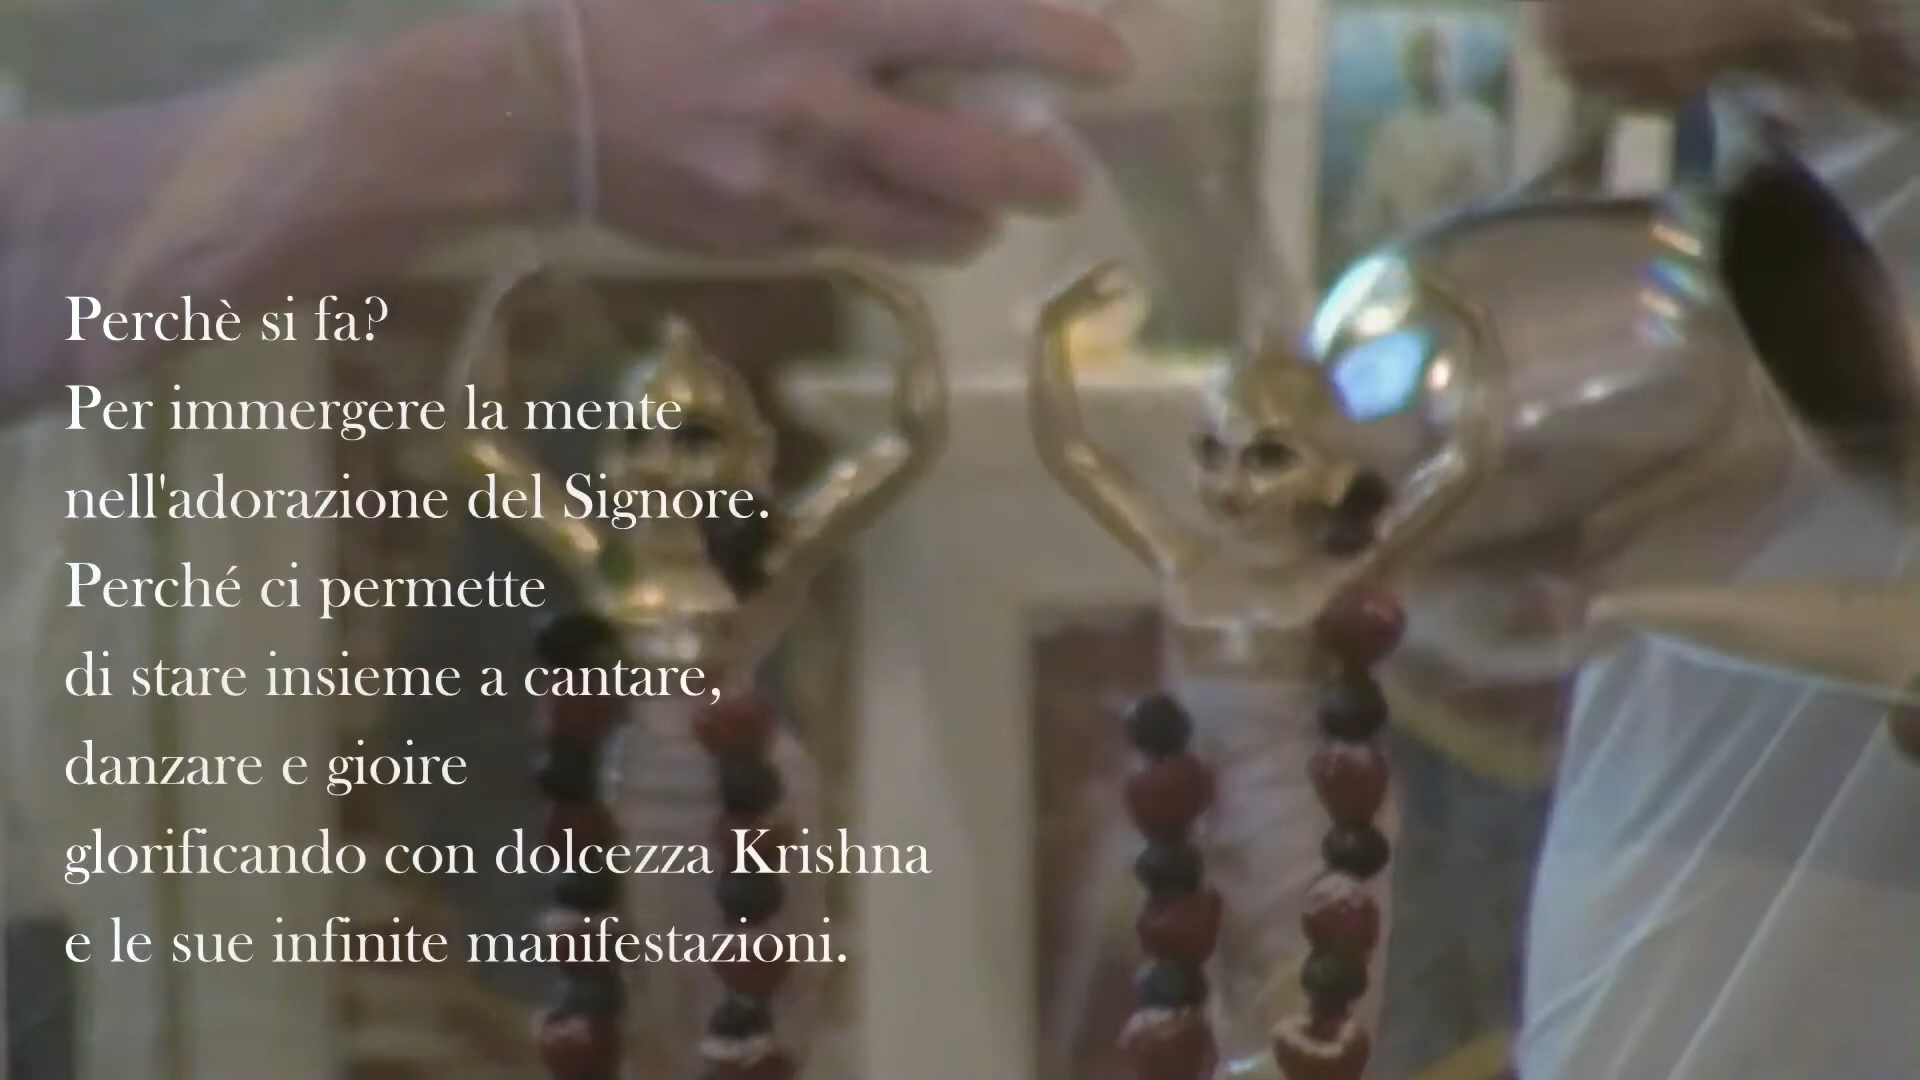 Perchè si fa?
Per immergere la mente
nell'adorazione del Signore.
Perché ci permette
di stare insieme a cantare,
danzare e gioire
glorificando con dolcezza Krishna
e le sue infinite manifestazioni.